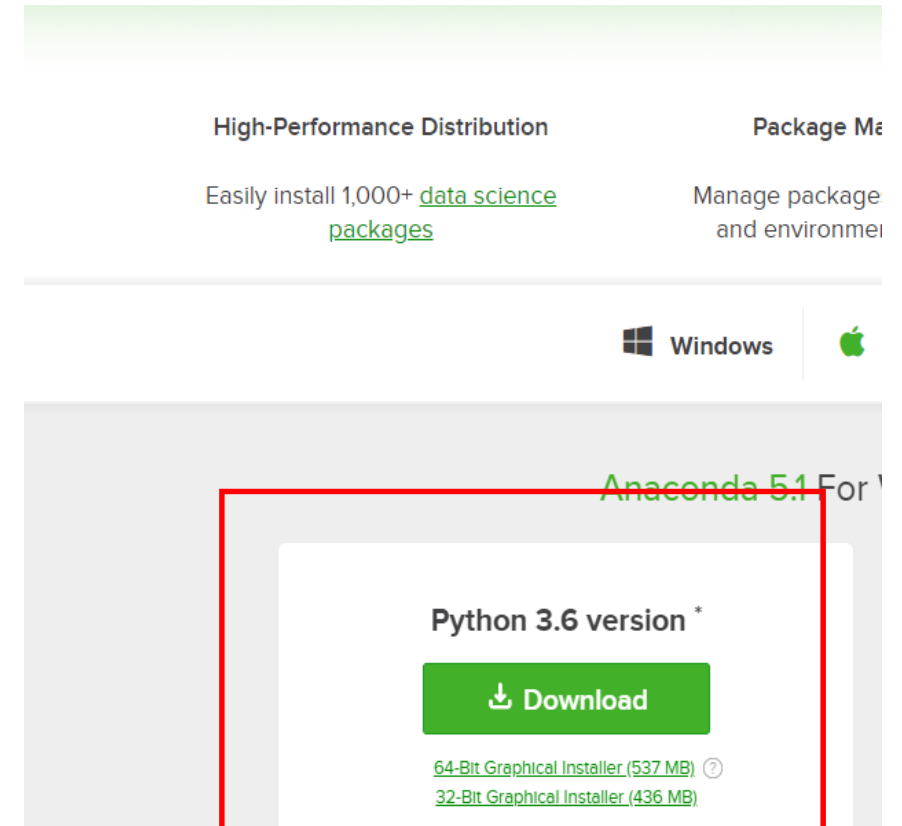 High-Performance Distribution
Package Ma
Easily install 1,000+ data science
packages
Manage package
and environme
Windows
Anaconda 5.1 For
Python 3.6 version *
Download
64-Bit Graphical Installer (537 MB) ?
32-Bit Graphical Installer (436 MB)